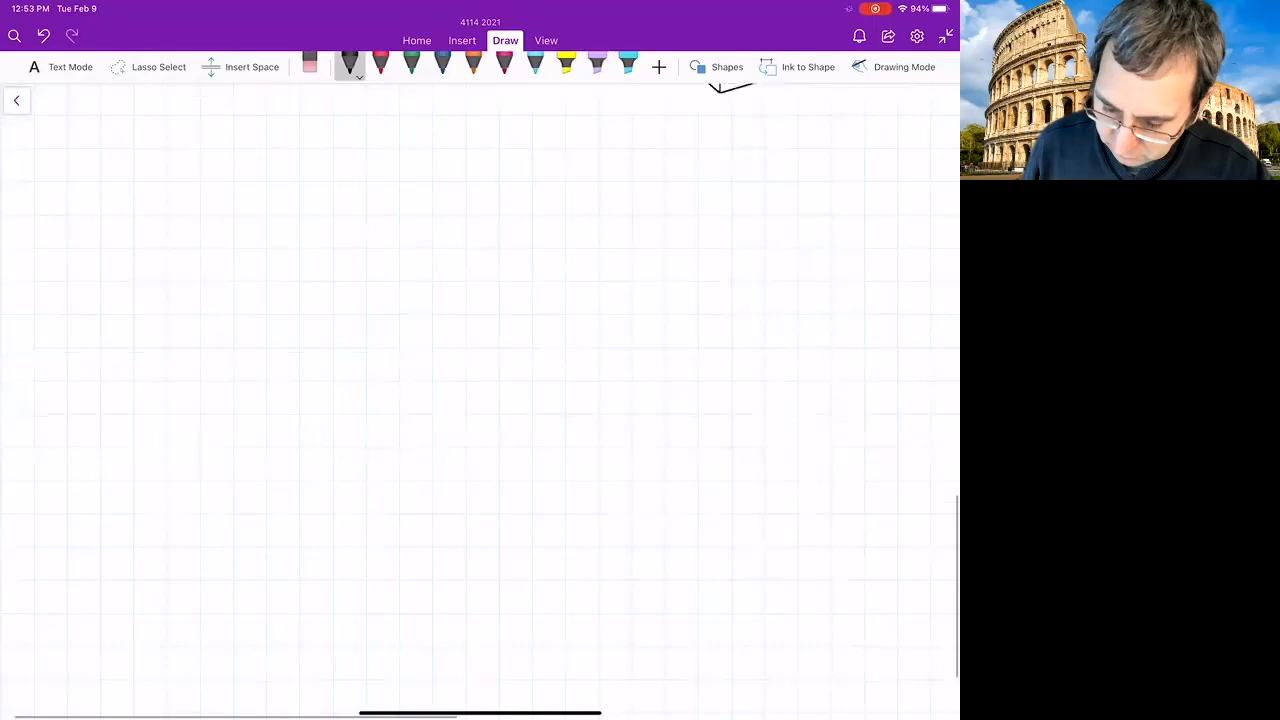 12:53 PM Tue Feb 9
94%
4114 2021
Home Insert Draw View
A Text Mode Lasso Select Insert Space Shapes Ink to Shape Drawing Mode